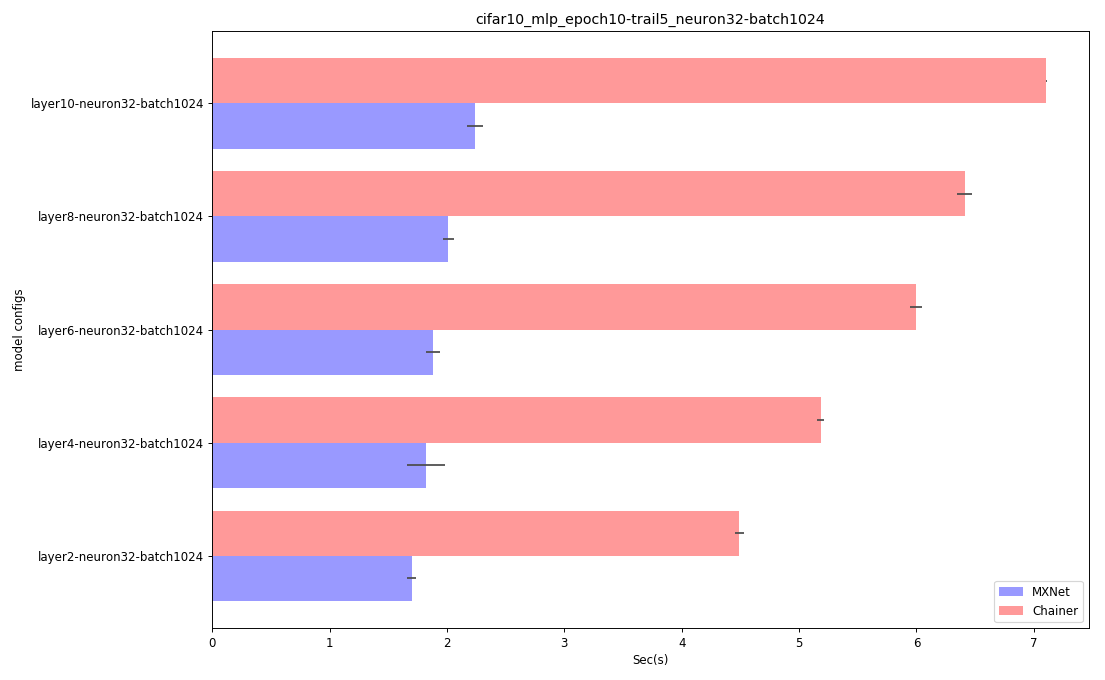 cifar10_mlp_epoch10-trail5_neuron32-batch1024
model configs
layer10-neuron32-batch1024
layer8-neuron32-batch1024
layer6-neuron32-batch1024
layer4-neuron32-batch1024
layer2-neuron32-batch1024
0 1 2 3 4 5 6 7
Sec(s)
MXNet
Chainer